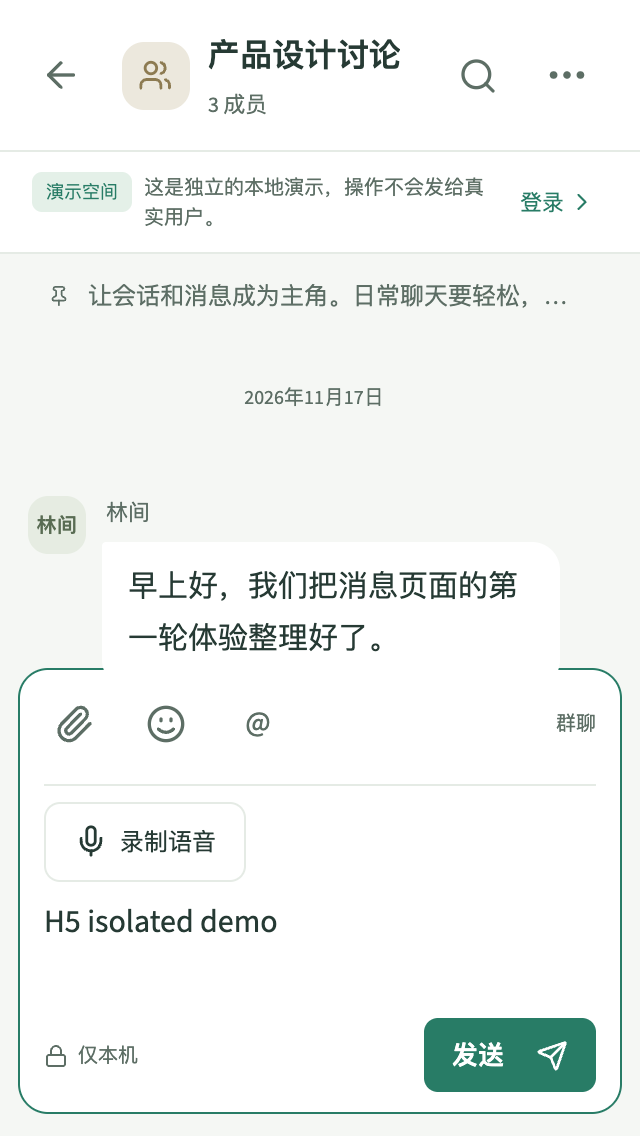 产品设计讨论
3 成员
演示空间
这是独立的本地演示，操作不会发给真
实用户。
登录
让会话和消息成为主角。日常聊天要轻松，…
2026年11月17日
林间
林间
早上好，我们把消息页面的第
一轮体验整理好了。
@
群聊
录制语音
H5 isolated demo
仅本机
发送